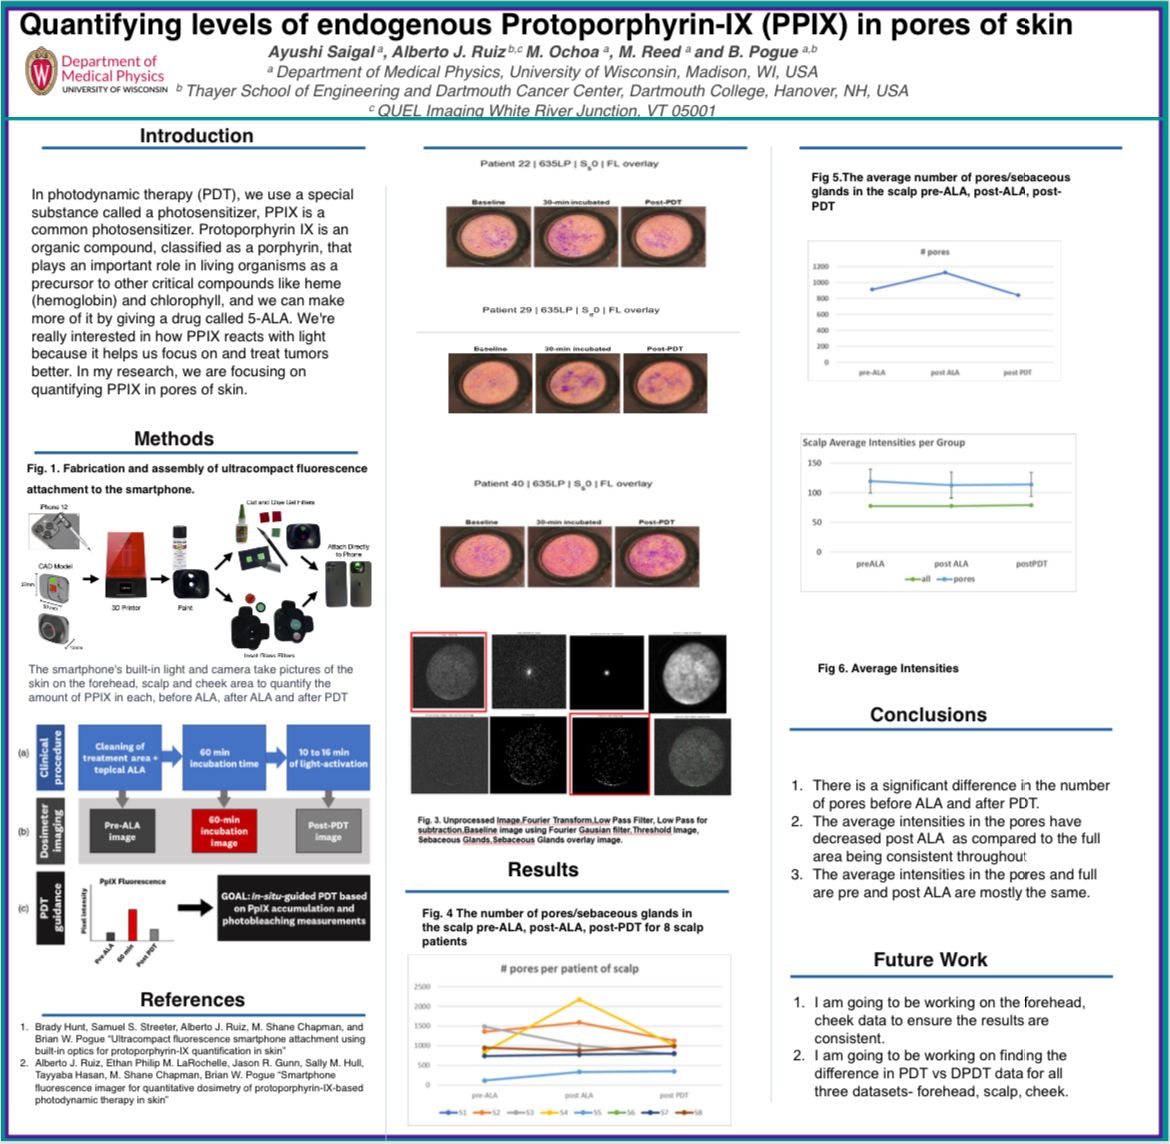 Quantifying levels of endogenous Protoporphyrin-IX (PPIX) in pores of skin
Ayushi Saigal a, Alberto J. Ruiz b,c M. Ochoa a, M. Reed a and B. Pogue a,b
a Department of Medical Physics, University of Wisconsin, Madison, WI, USA
b Thayer School of Engineering and Dartmouth Cancer Center, Dartmouth College, Hanover, NH, USA
c QUEL Imaging White River Junction, VT 05001
W
Department of
Medical Physics
UNIVERSITY OF WISCONSIN
Introduction
In photodynamic therapy (PDT), we use a special
substance called a photosensitizer, PPIX is a
common photosensitizer. Protoporphyrin IX is an
organic compound, classified as a porphyrin, that
plays an important role in living organisms as a
precursor to other critical compounds like heme
(hemoglobin) and chlorophyll, and we can make
more of it by giving a drug called 5-ALA. We're
really interested in how PPIX reacts with light
because it helps us focus on and treat tumors
better. In my research, we are focusing on
quantifying PPIX in pores of skin.
Methods
Fig. 1. Fabrication and assembly of ultracompact fluorescence
attachment to the smartphone.
iPhone 12
CAD Model
3D Printer
Paint
Cut and Glue Gel Filters
Attach Directly
to Phone
Inset Glass Filters
The smartphone's built-in light and camera take pictures of the
skin on the forehead, scalp and cheek area to quantify the
amount of PPIX in each, before ALA, after ALA and after PDT
(a)
Clinical
procedure
Cleaning of
treatment area +
topical ALA
60 min
incubation time
10 to 16 min
of light-activation
(b)
Dosimeter
imaging
Pre-ALA
image
60-min
incubation
image
Post-PDT
image
(c)
PDT
guidance
PpIX Fluorescence
Pixel intensity
Pre-ALA
60 min
Post PDT
GOAL: In-situ-guided PDT based
on PpIX accumulation and
photobleaching measurements
References
1. Brady Hunt, Samuel S. Streeter, Alberto J. Ruiz, M. Shane Chapman, and
Brian W. Pogue "Ultracompact fluorescence smartphone attachment using
built-in optics for protoporphyrin-IX quantification in skin"
2. Alberto J. Ruiz, Ethan Philip M. LaRochelle, Jason R. Gunn, Sally M. Hull,
Tayyaba Hasan, M. Shane Chapman, Brian W. Pogue "Smartphone
fluorescence imager for quantitative dosimetry of protoporphyrin-IX-based
photodynamic therapy in skin"
Patient 22 | 635LP | Ss0 | FL overlay
Baseline
30-min incubated
Post-PDT
Patient 29 | 635LP | Ss0 | FL overlay
Baseline
30-min incubated
Post-PDT
Patient 40 | 635LP | Ss0 | FL overlay
Baseline
30-min incubated
Post-PDT
Fig. 3. Unprocessed Image,Fourier Transform,Low Pass Filter, Low Pass for
subtraction,Baseline image using Fourier Gausian filter,Threshold Image,
Sebaceous Glands,Sebaceous Glands overlay image.
Results
Fig. 4 The number of pores/sebaceous glands in
the scalp pre-ALA, post-ALA, post-PDT for 8 scalp
patients
# pores per patient of scalp
2500
2000
1500
1000
500
0
pre-ALA
post ALA
post PDT
S1
S2
S3
S4
S5
S6
S7
S8
Fig 5.The average number of pores/sebaceous
glands in the scalp pre-ALA, post-ALA, post-
PDT
# pores
1200
1000
800
600
400
200
0
pre-ALA
post ALA
post PDT
Scalp Average Intensities per Group
150
100
50
0
preALA
post ALA
postPDT
all
pores
Fig 6. Average Intensities
Conclusions
1. There is a significant difference in the number
of pores before ALA and after PDT.
2. The average intensities in the pores have
decreased post ALA as compared to the full
area being consistent throughout
3. The average intensities in the pores and full
are pre and post ALA are mostly the same.
Future Work
1. I am going to be working on the forehead,
cheek data to ensure the results are
consistent.
2. I am going to be working on finding the
difference in PDT vs DPDT data for all
three datasets- forehead, scalp, cheek.